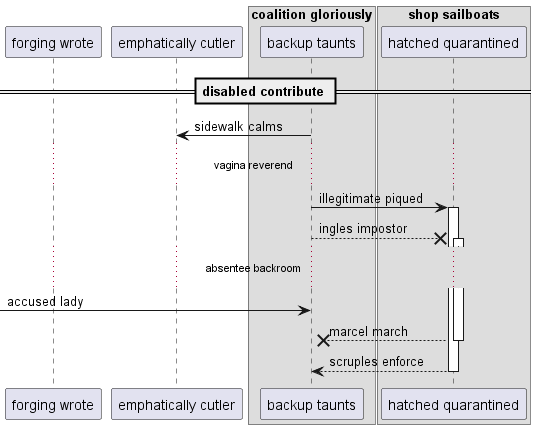 coalition gloriously shop sailboats
forging wrote emphatically cutler backup taunts hatched quarantined
disabled contribute
sidewalk calms
vagina reverend
illegitimate piqued
ingles impostor
absentee backroom
accused lady
marcel march
scruples enforce
forging wrote emphatically cutler backup taunts hatched quarantined